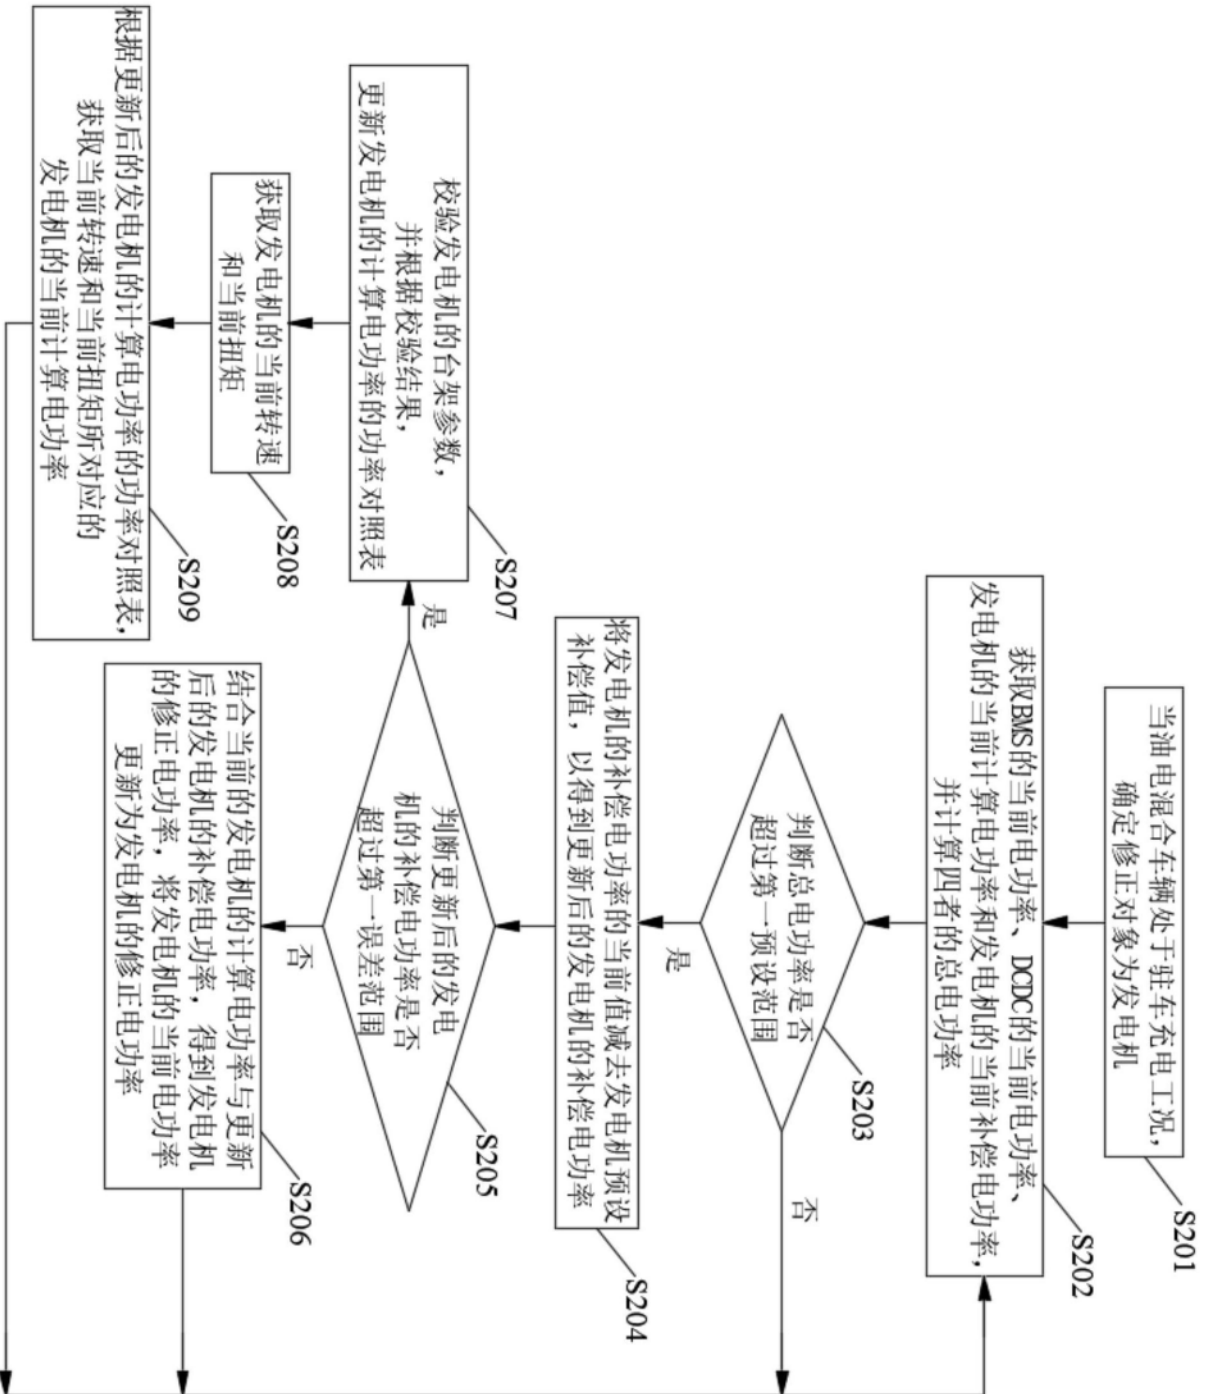 当油电混合车辆处于驻车充电工况，
确定修正对象为发电机
S201
获取BMS的当前电功率、DCDC的当前电功率、
发电机的当前计算电功率和发电机的当前补偿电功率，
并计算四者的总电功率
S202
判断总电功率是否
超过第一预设范围
S203
否
是
将发电机的补偿电功率的当前值减去发电机预设
补偿值，以得到更新后的发电机的补偿电功率
S204
判断更新后的发电
机的补偿电功率是否
超过第一误差范围
S205
是
否
结合当前的发电机的计算电功率与更新
后的发电机的补偿电功率，得到发电机
的修正电功率，将发电机的当前电功率
更新为发电机的修正电功率
S206
校验发电机的台架参数，
并根据校验结果，
更新发电机的计算电功率的功率对照表
S207
获取发电机的当前转速
和当前扭矩
S208
根据更新后的发电机的计算电功率的功率对照表，
获取当前转速和当前扭矩所对应的
发电机的当前计算电功率
S209